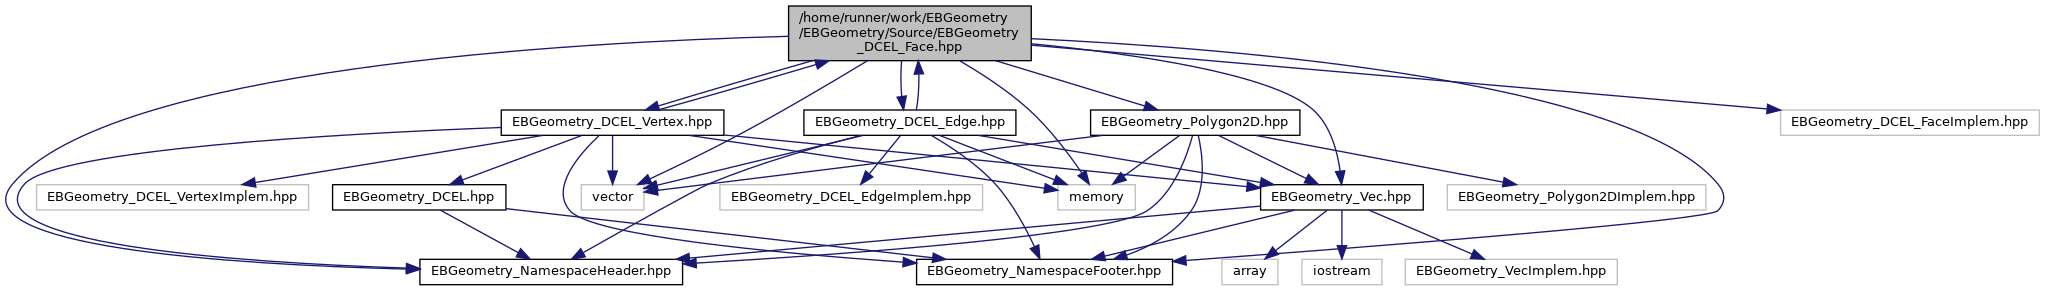 /home/runner/work/EBGeometry
/EBGeometry/Source/EBGeometry
_DCEL_Face.hpp
EBGeometry_DCEL_Vertex.hpp
EBGeometry_DCEL_Edge.hpp
EBGeometry_Polygon2D.hpp
EBGeometry_DCEL_FaceImplem.hpp
EBGeometry_DCEL_VertexImplem.hpp
EBGeometry_DCEL.hpp
vector
EBGeometry_DCEL_EdgeImplem.hpp
memory
EBGeometry_Vec.hpp
EBGeometry_Polygon2DImplem.hpp
EBGeometry_NamespaceHeader.hpp
EBGeometry_NamespaceFooter.hpp
array
iostream
EBGeometry_VecImplem.hpp